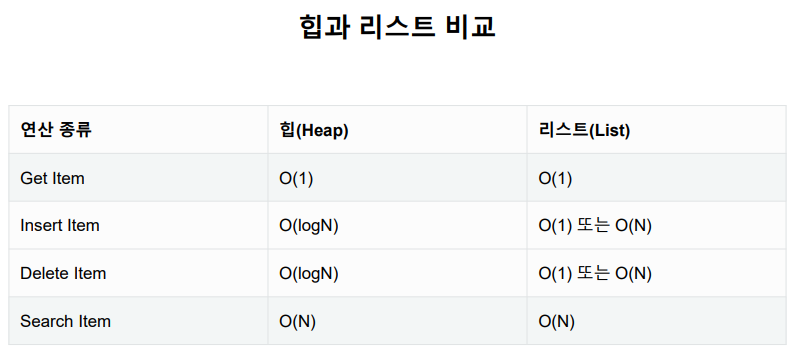 힙과 리스트 비교
연산 종류 힙(Heap) 리스트(List)
Get Item O(1) O(1)
Insert Item O(logN) O(1) 또는 O(N)
Delete Item O(logN) O(1) 또는 O(N)
Search Item O(N) O(N)